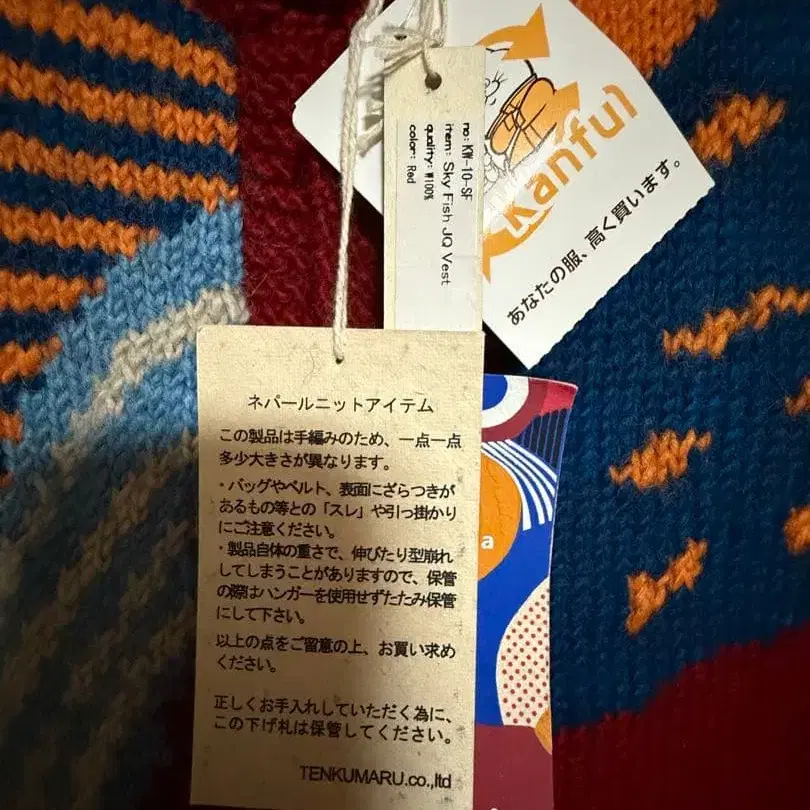 no: KW-10-SF
item: Sky Fish JQ Vest
quality: W100%
color: Red
Kanful
あなたの服、高く買います。
ネパールニットアイテム
この製品は手編みのため、一点一点
多少大きさが異なります。
・バッグやベルト、表面にざらつきが
あるもの等との「スレ」や引っ掛かり
にご注意ください。
・製品自体の重さで、伸びたり型崩れ
してしまうことがありますので、保管
の際はハンガーを使用せずたたみ保管
にして下さい。
以上の点をご留意の上、お買い求め
ください。
正しくお手入れしていただく為に、
この下げ札は保管してください。
TENKUMARU.co.,ltd
a